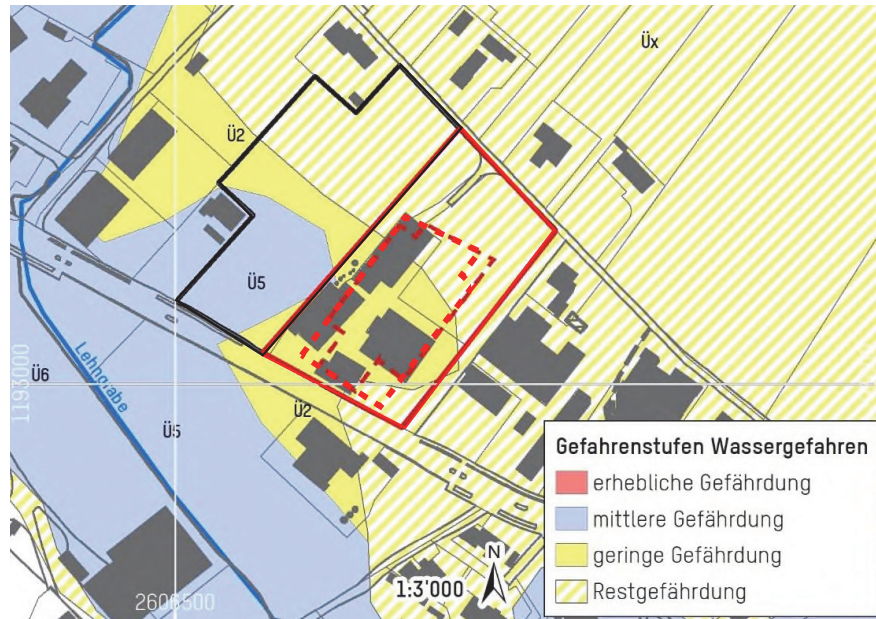 Üx
Ü2
Ü5
Lehngrabe
Ü6
1193000
Ü5
Ü2
Gefahrenstufen Wassergefahren
erhebliche Gefährdung
mittlere Gefährdung
geringe Gefährdung
Restgefährdung
N
1:3'000
2606500